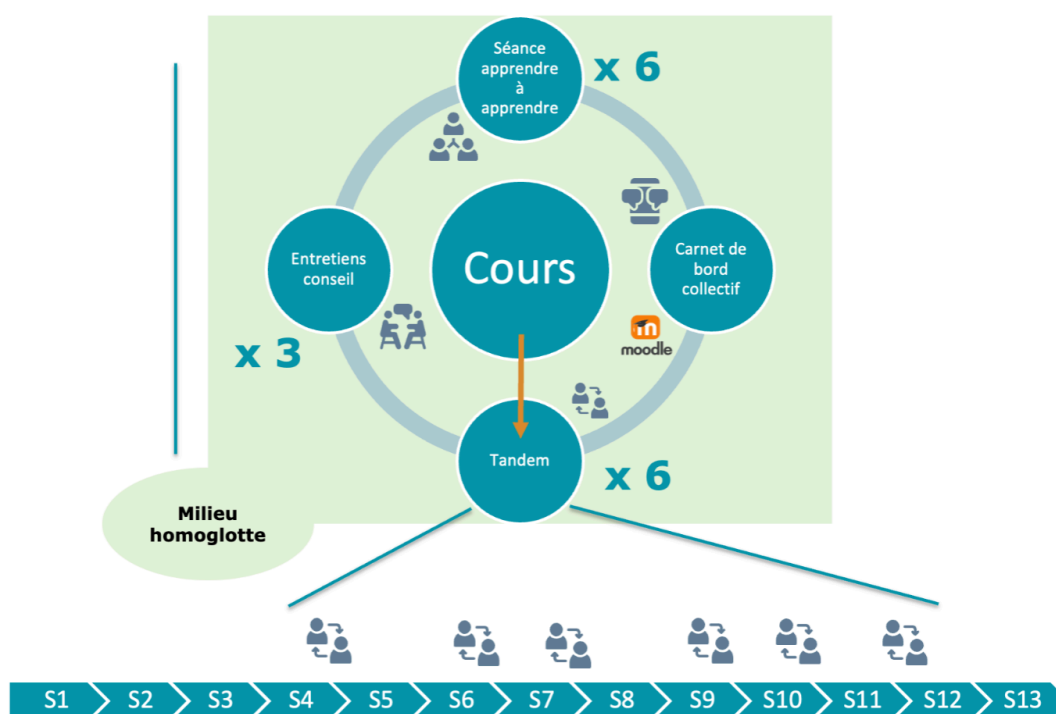 Séance
apprendre
à
apprendre
x 6
Entretiens
conseil
Cours
Carnet de
bord
collectif
moodle
x 3
Tandem
x 6
Milieu
homoglotte
S1 S2 S3 S4 S5 S6 S7 S8 S9 S10 S11 S12 S13